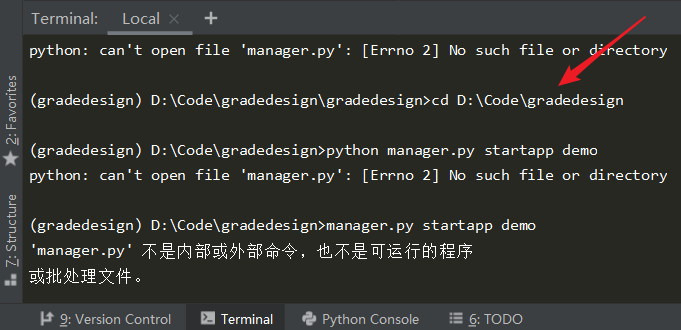 Terminal: Local × +
python: can't open file 'manager.py': [Errno 2] No such file or directory
(gradedesign) D:\Code\gradedesign\gradedesign>cd D:\Code\gradedesign
(gradedesign) D:\Code\gradedesign>python manager.py startapp demo
python: can't open file 'manager.py': [Errno 2] No such file or directory
(gradedesign) D:\Code\gradedesign>manager.py startapp demo
'manager.py' 不是内部或外部命令，也不是可运行的程序
或批处理文件。
2: Favorites
7: Structure
9: Version Control Terminal Python Console 6: TODO